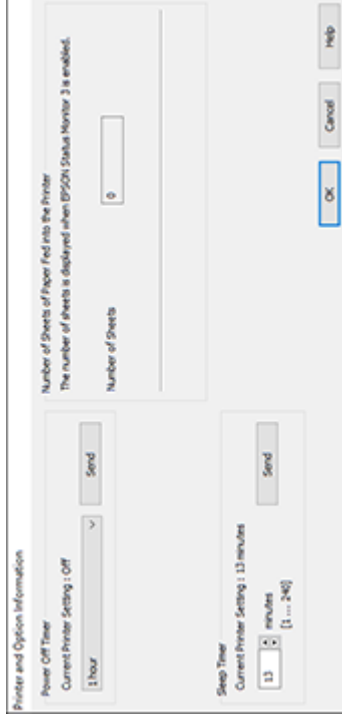 Printer and Option Information
Power Off Timer
Current Printer Setting : Off
1 hour
Send
Number of Sheets of Paper Fed into the Printer
The number of sheets is displayed when EPSON Status Monitor 3 is enabled.
Number of Sheets
0
Sleep Timer
Current Printer Setting : 13 minutes
13
minutes
[1 ... 240]
Send
OK
Cancel
Help